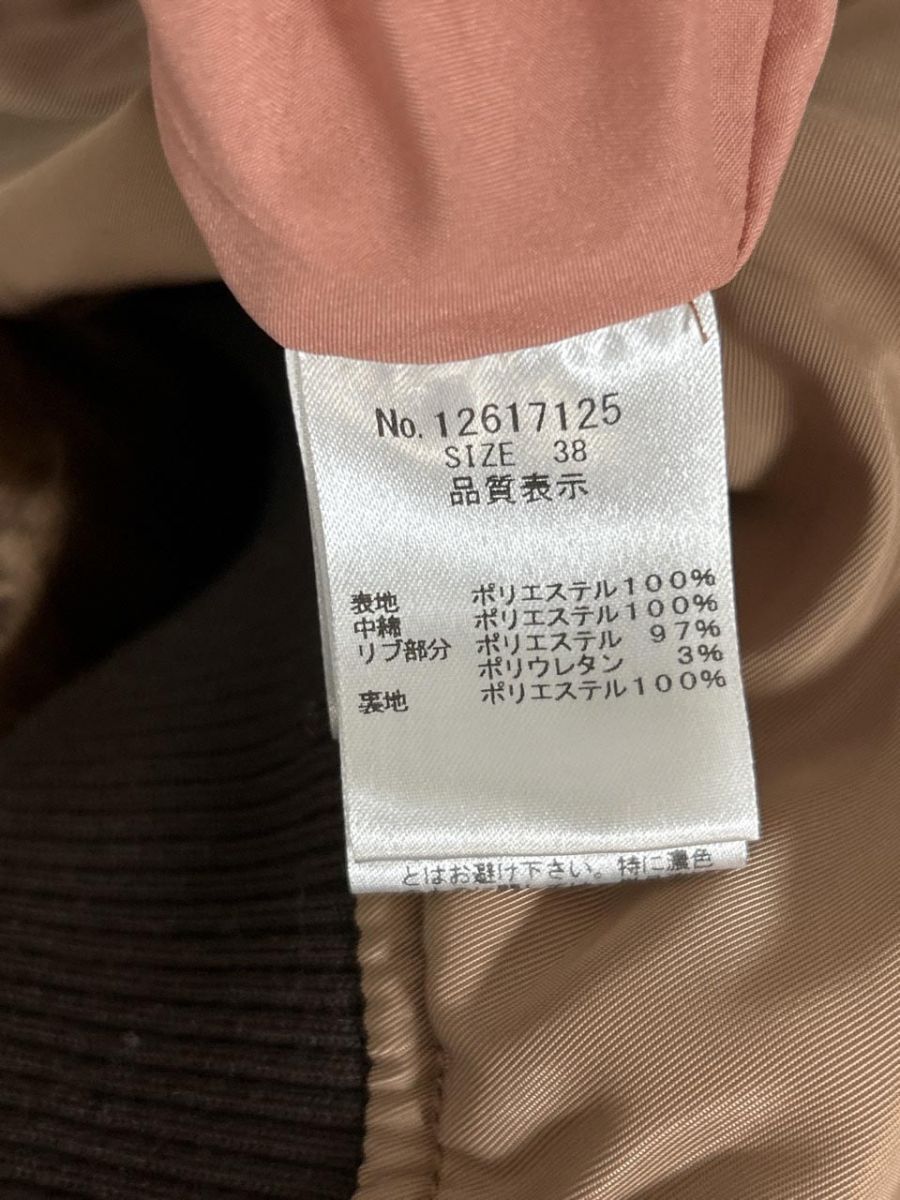 No. 12617125
SIZE 38
品質表示
表地 ポリエステル100%
中綿 ポリエステル100%
リブ部分 ポリエステル 97%
ポリウレタン 3%
裏地 ポリエステル100%
とはお避け下さい。特に濃色